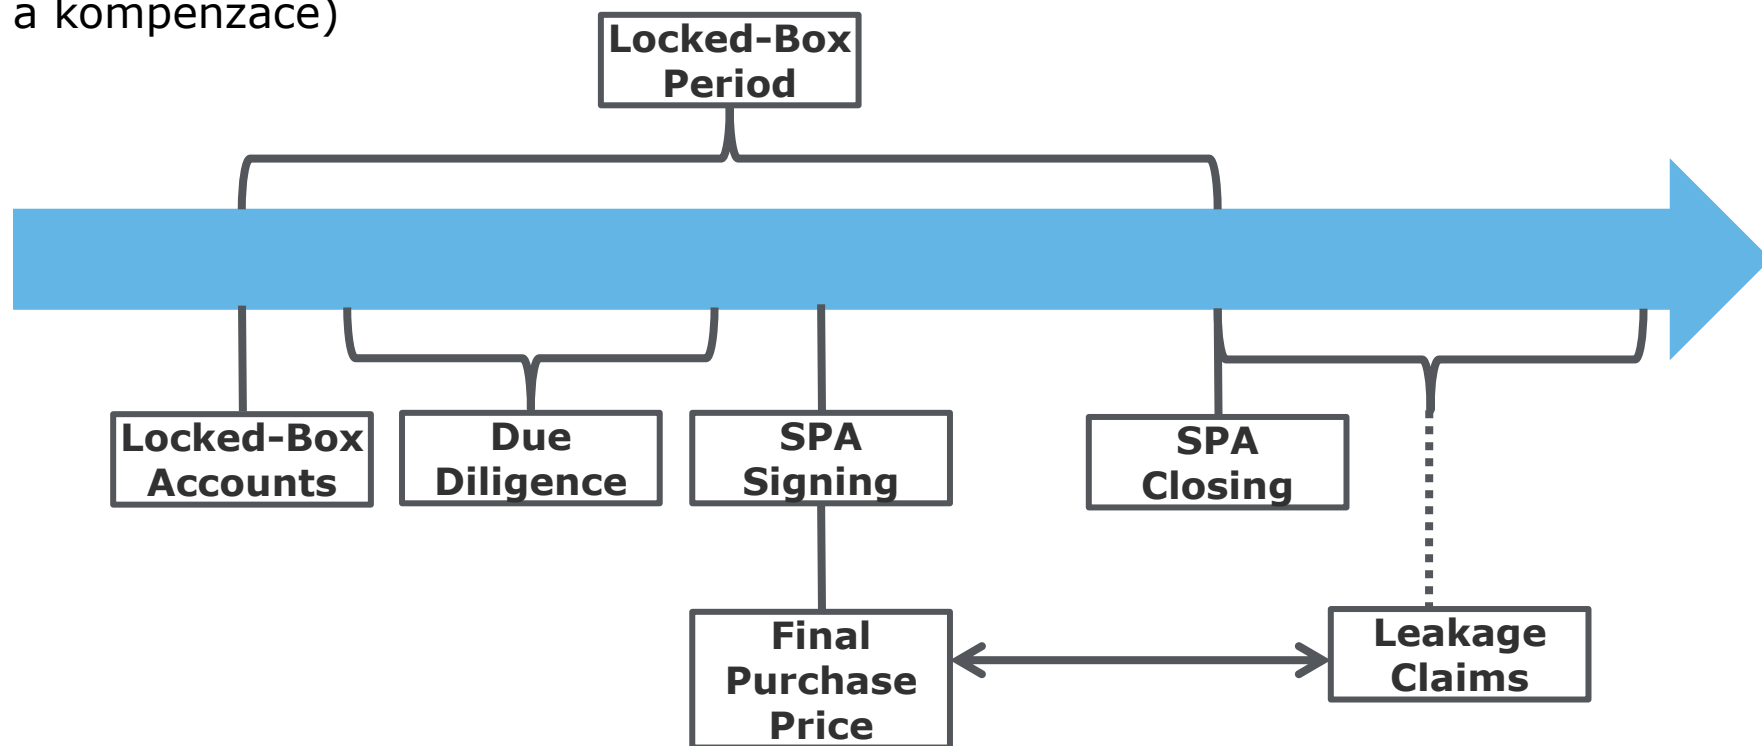 a kompenzace)
Locked-Box
Period
Locked-Box
Accounts
Due
Diligence
SPA
Signing
SPA
Closing
Final
Purchase
Price
Leakage
Claims